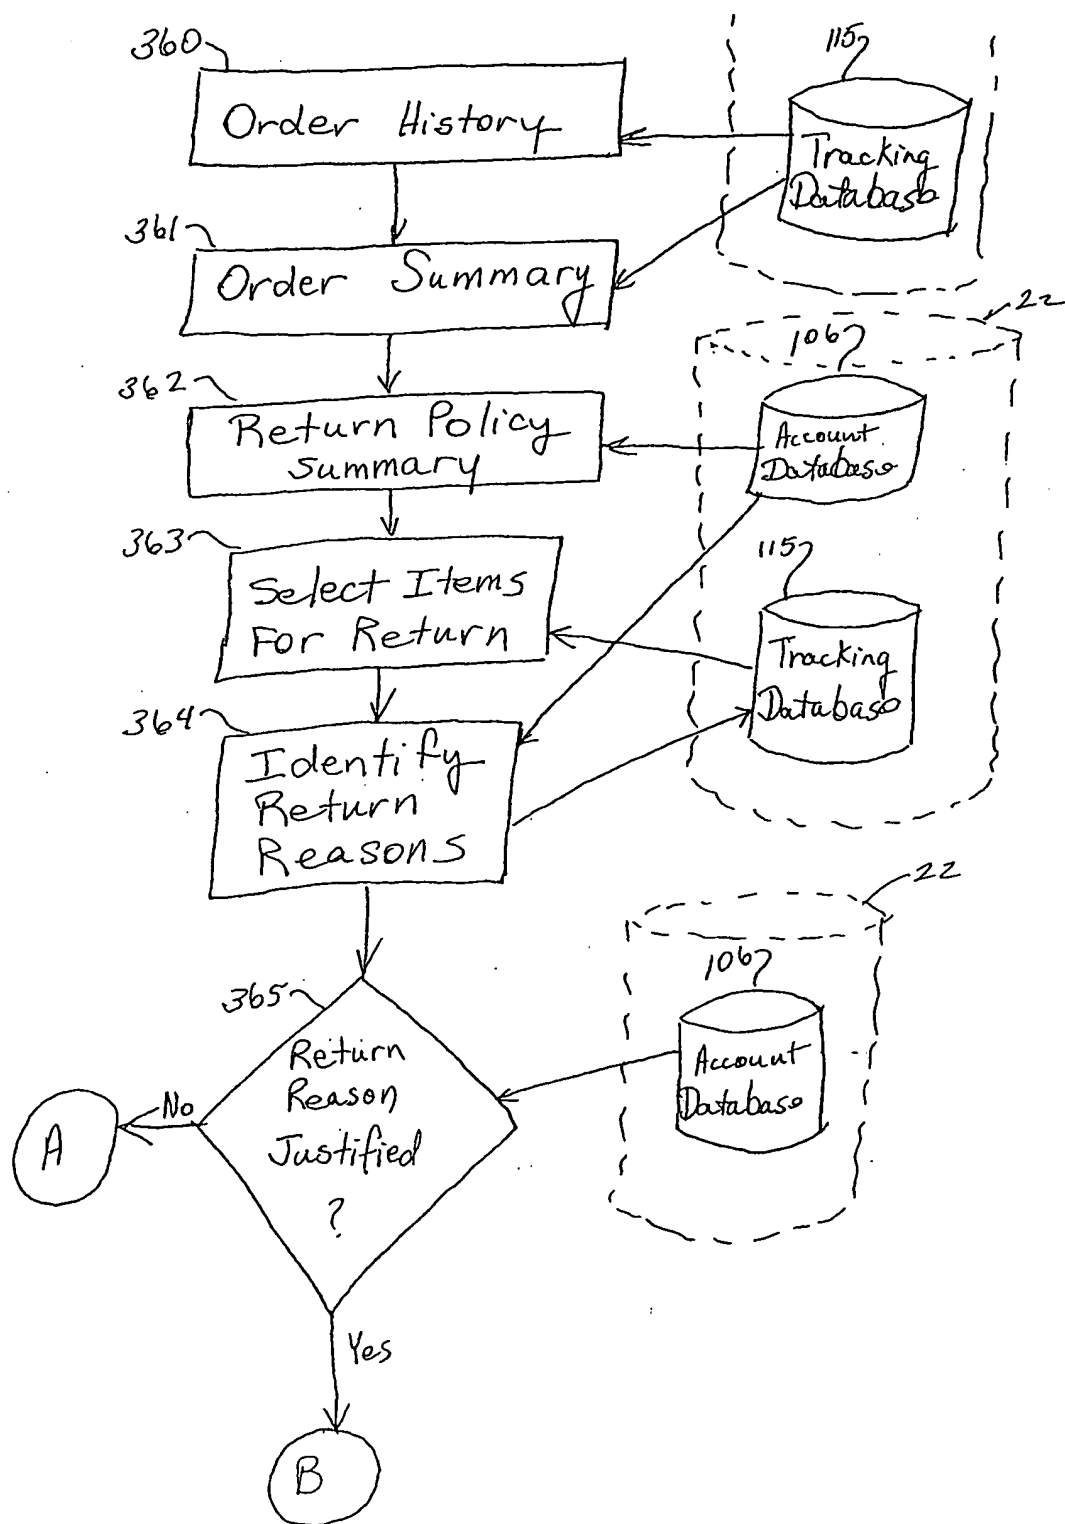 360
Order History
115
Tracking
Database
361
Order Summary
22
106
362
Return Policy
Summary
Account
Database
363
Select Items
For Return
115
Tracking
Database
364
Identify
Return
Reasons
22
106
365
Return
Reason
Justified
?
Account
Database
No
A
Yes
B